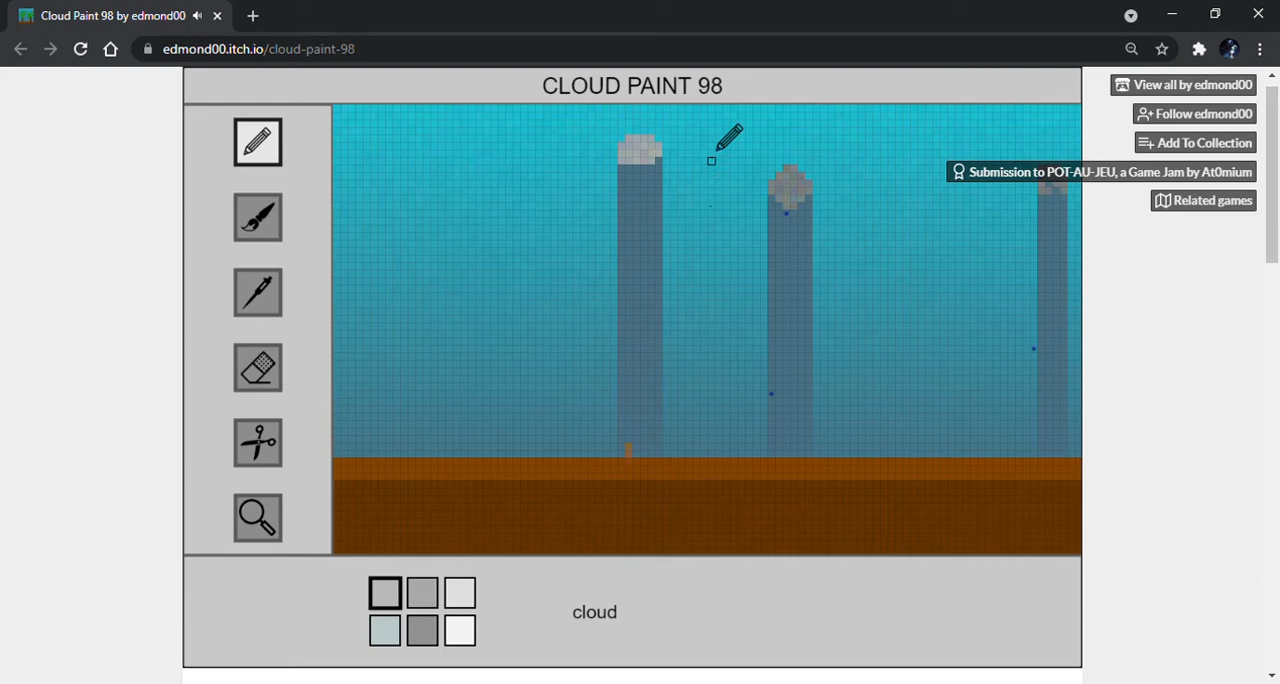 Cloud Paint 98 by edmond00
edmond00.itch.io/cloud-paint-98
CLOUD PAINT 98
View all by edmond00
Follow edmond00
Add To Collection
Submission to POT-AU-JEU, a Game Jam by At0mium
Related games
cloud